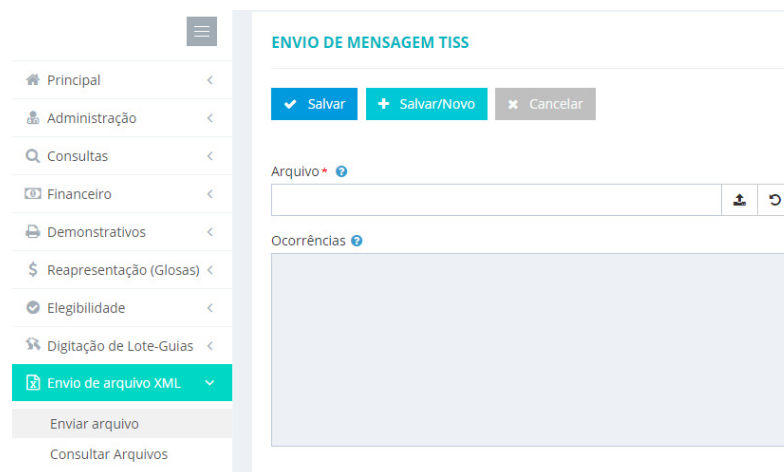 ENVIO DE MENSAGEM TISS
Principal
Administração
Consultas
Financeiro
Demonstrativos
Reapresentação (Glosas)
Elegibilidade
Digitação de Lote-Guias
Envio de arquivo XML
Enviar arquivo
Consultar Arquivos
Salvar
Salvar/Novo
Cancelar
Arquivo *
Ocorrências